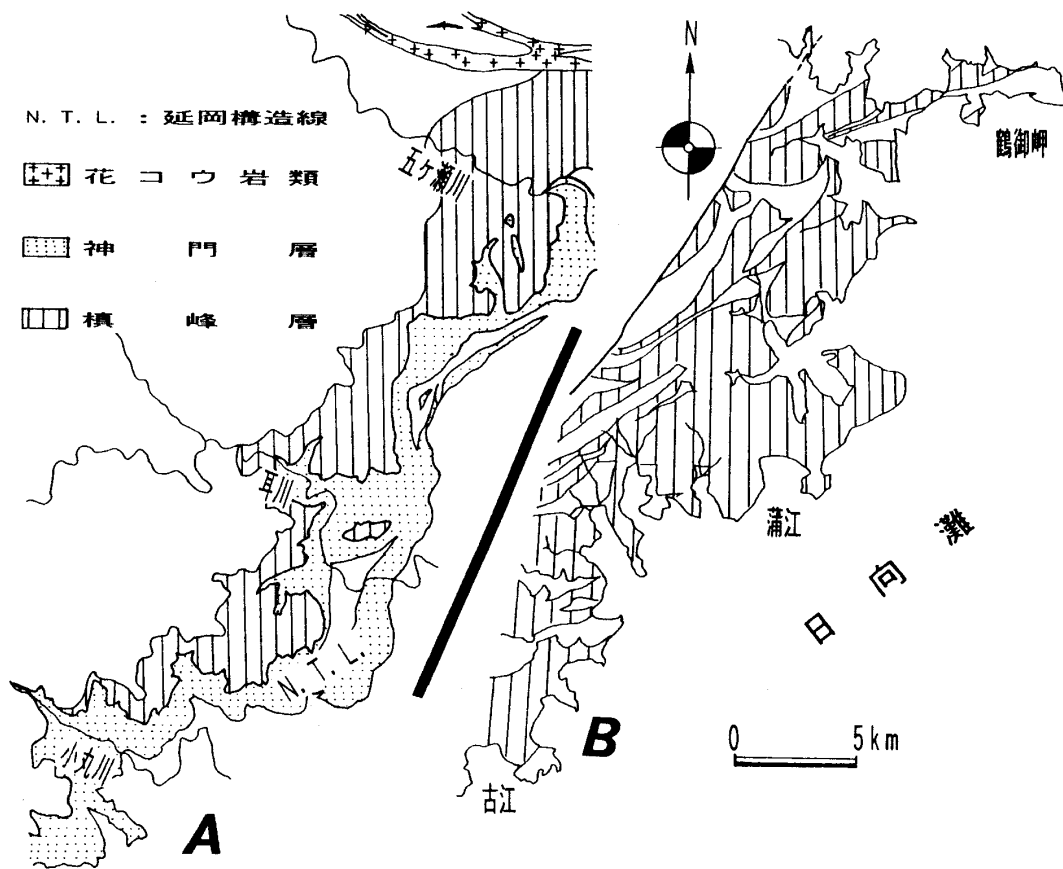 N. T. L. : 延岡構造線
花コウ岩類
神門層
槙峰層
五ヶ瀬川
耳川
N. T. L.
小丸川
A
N
鶴御岬
蒲江
日向灘
B
古江
0 5km